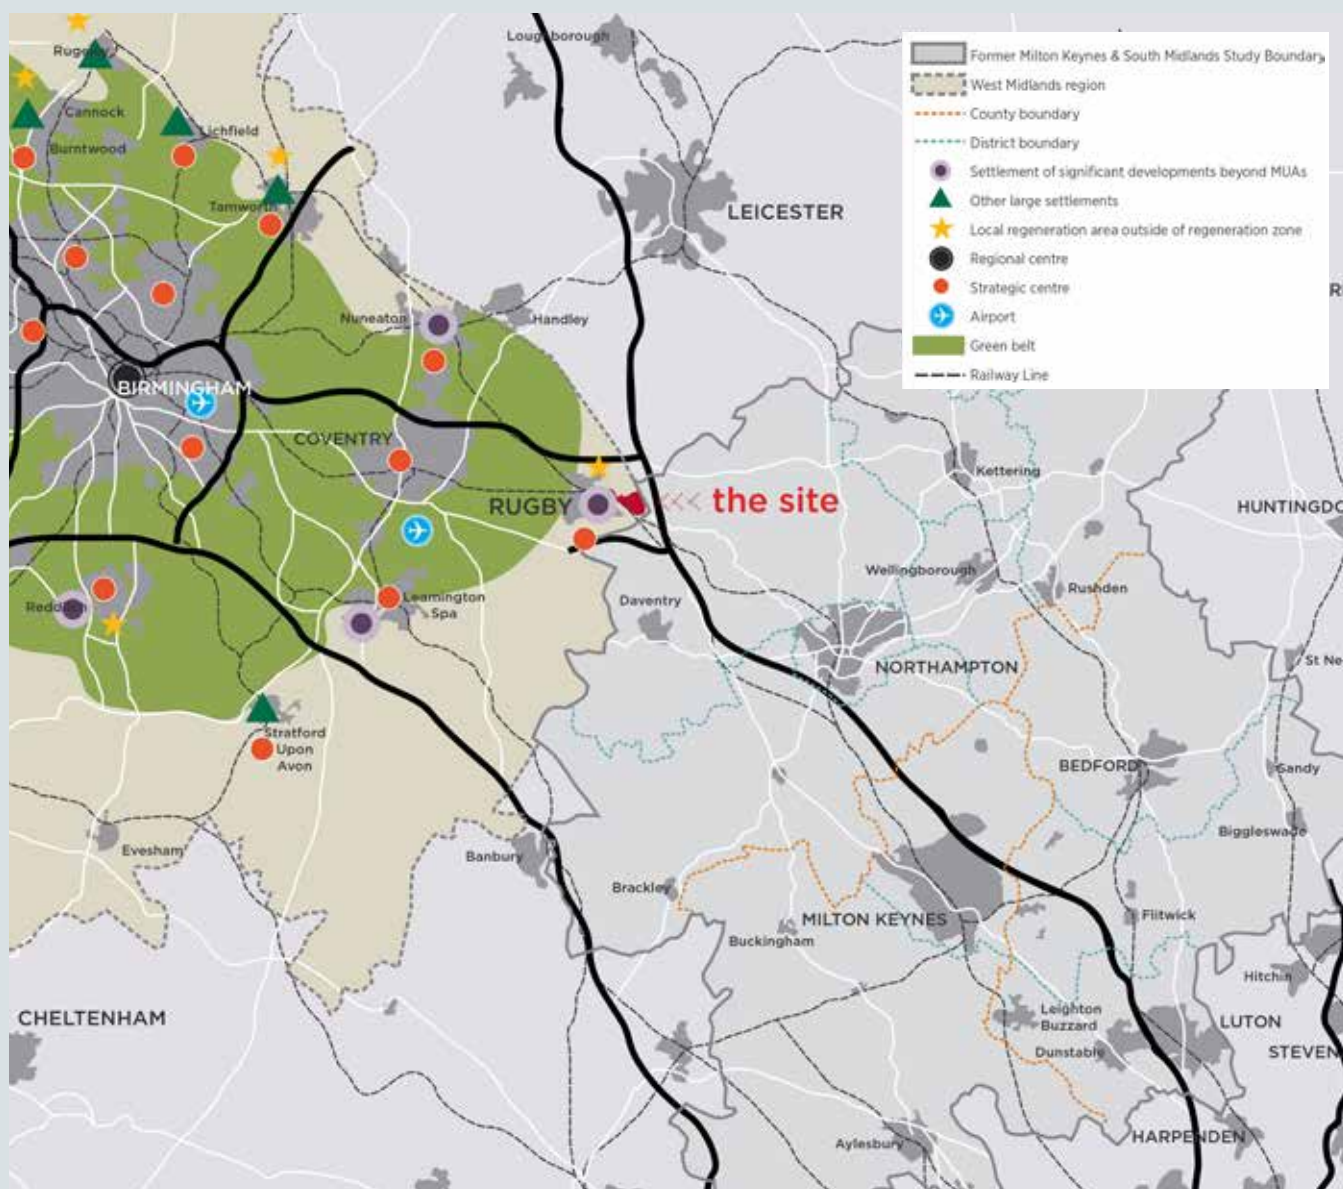 Loughborough
Rugeley
Cannock
Lichfield
Burntwood
Tamworth
LEICESTER
Nuneaton
Handley
BIRMINGHAM
COVENTRY
Kettering
RUGBY
<<< the site
HUNTINGDO
Wellingborough
Rushden
Redditch
Leamington
Spa
Daventry
NORTHAMPTON
St Ne
Stratford
Upon
Avon
BEDFORD
Sandy
Biggleswade
Evesham
Banbury
Brackley
MILTON KEYNES
Flitwick
Buckingham
Hitchin
CHELTENHAM
Leighton
Buzzard
LUTON
Dunstable
STEVEN
HARPENDEN
Aylesbury
Former Milton Keynes & South Midlands Study Boundary
West Midlands region
County boundary
District boundary
Settlement of significant developments beyond MUAs
Other large settlements
Local regeneration area outside of regeneration zone
Regional centre
Strategic centre
Airport
Green belt
Railway Line